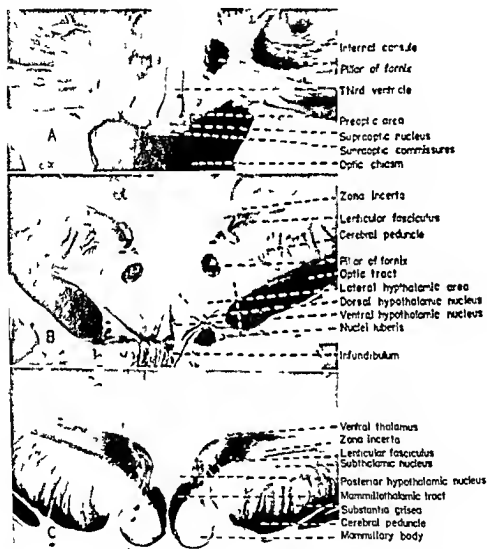 Internal capsule
Pillar of fornix
Third ventricle
Preoptic area
Supraoptic nucleus
Supraoptic commissures
Optic chiasm
A
Zona incerta
Lenticular fasciculus
Cerebral peduncle
Pillar of fornix
Optic tract
Lateral hypthalamic area
Dorsal hypothalamic nucleus
Ventral hypothalamic nucleus
Nuclei tuberis
Infundibulum
B
Ventral thalamus
Zona incerta
Lenticular fasciculus
Subthalamic nucleus
Posterior hypothalamic nucleus
Mammillothalamic tract
Substantia grisea
Cerebral peduncle
Mammillary body
C